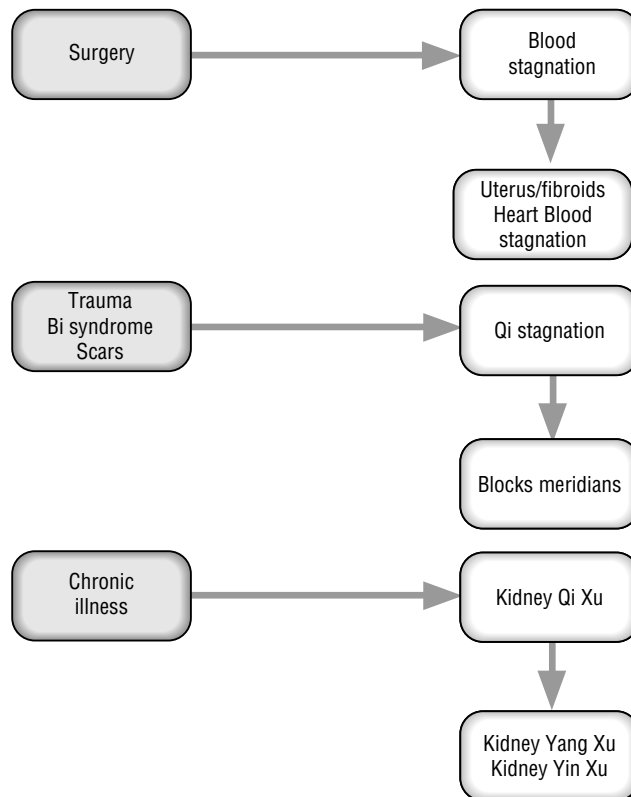 Surgery
Blood
stagnation
Uterus/fibroids
Heart Blood
stagnation
Trauma
Bi syndrome
Scars
Qi stagnation
Blocks meridians
Chronic
illness
Kidney Qi Xu
Kidney Yang Xu
Kidney Yin Xu